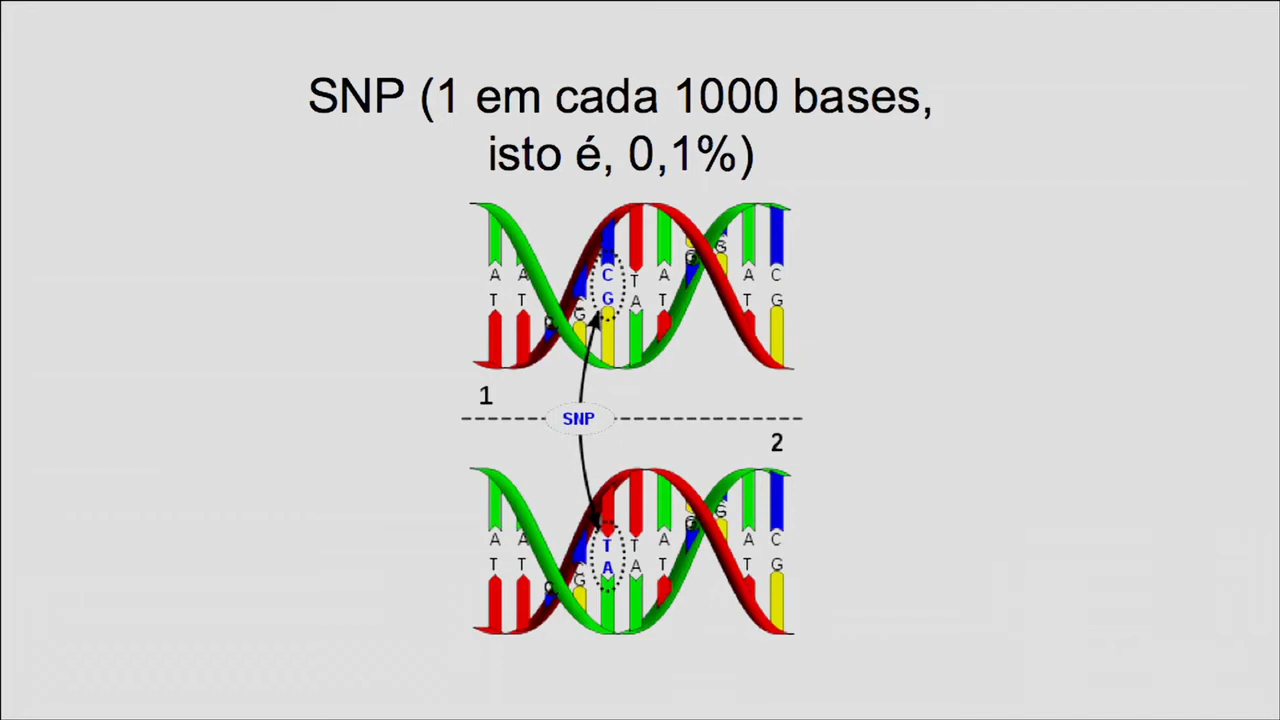 SNP (1 em cada 1000 bases,
isto é, 0,1%)
A A C T A G G A C
T T G G A T T G
1
SNP
2
A A C T T A G G A C
T T G G A A T T G